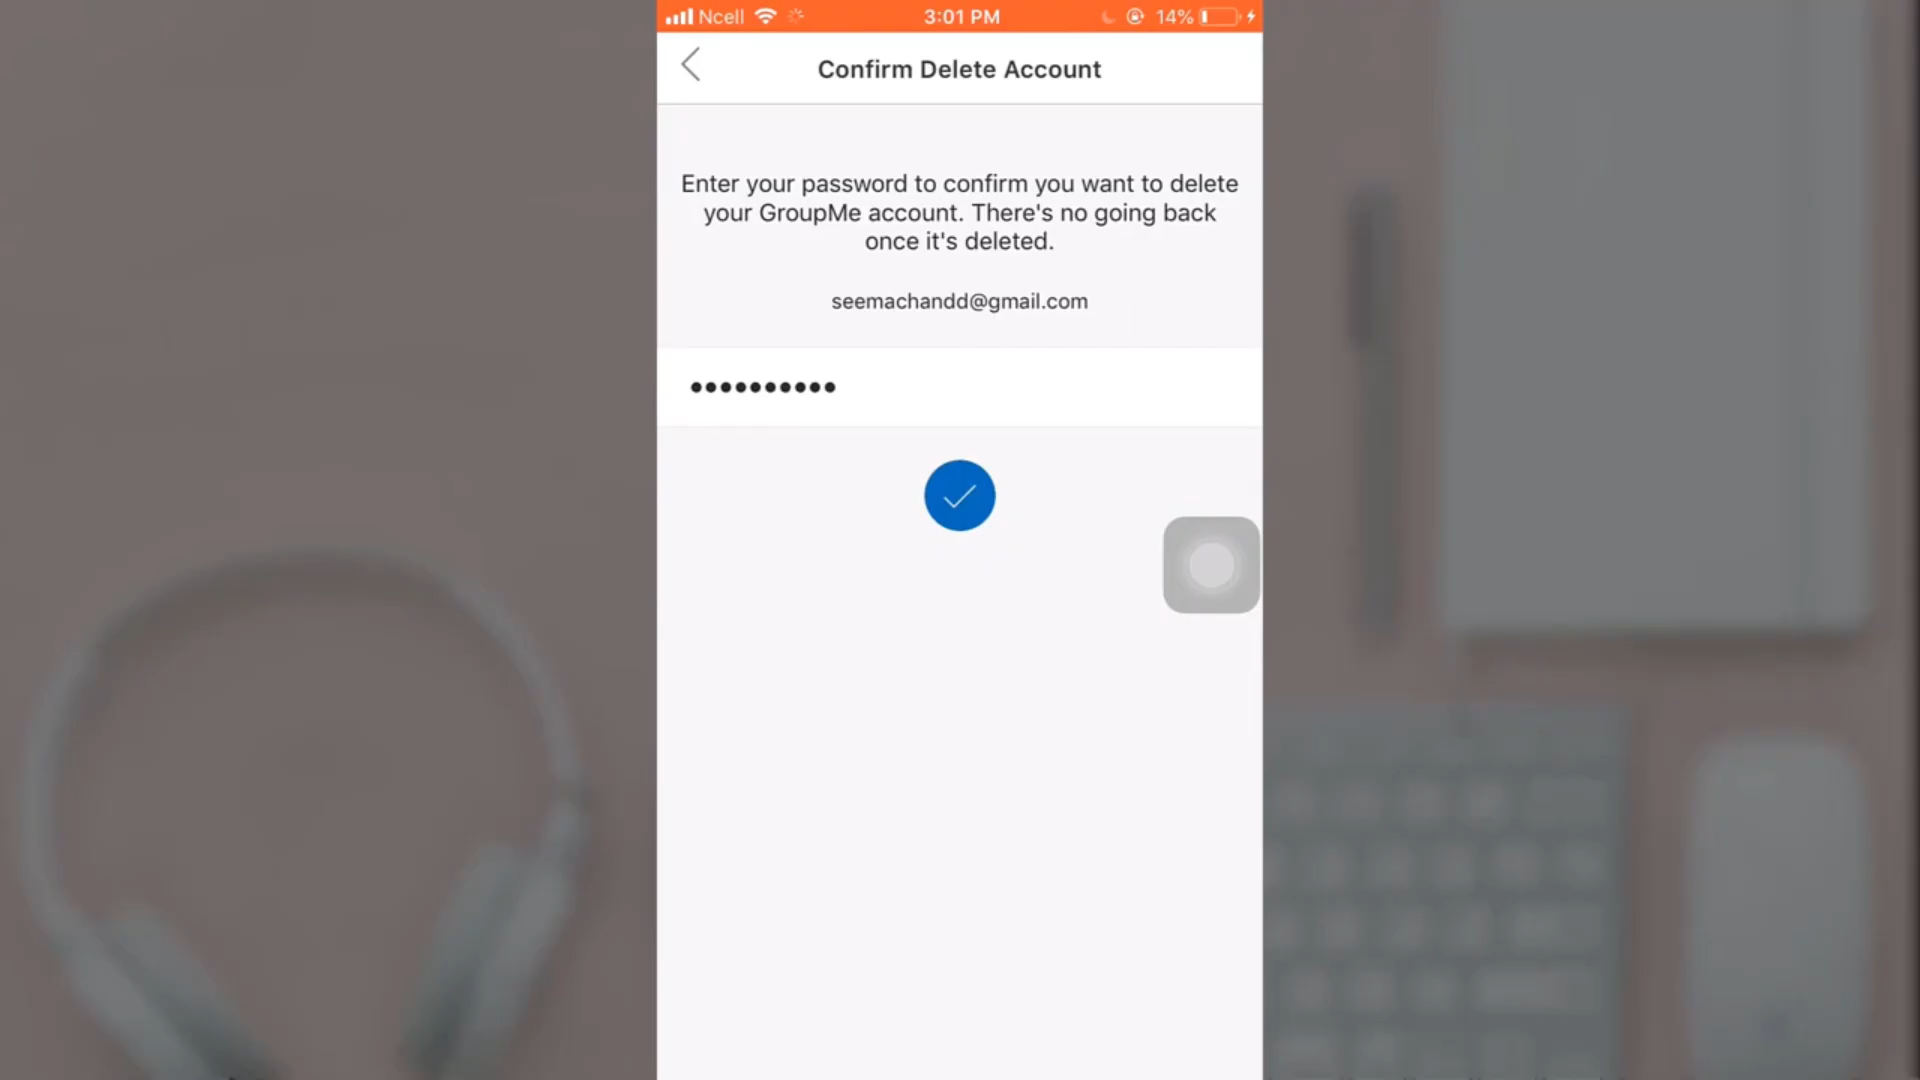 Ncell 3:01 PM 14%
Confirm Delete Account
Enter your password to confirm you want to delete
your GroupMe account. There's no going back
once it's deleted.
seemachandd@gmail.com